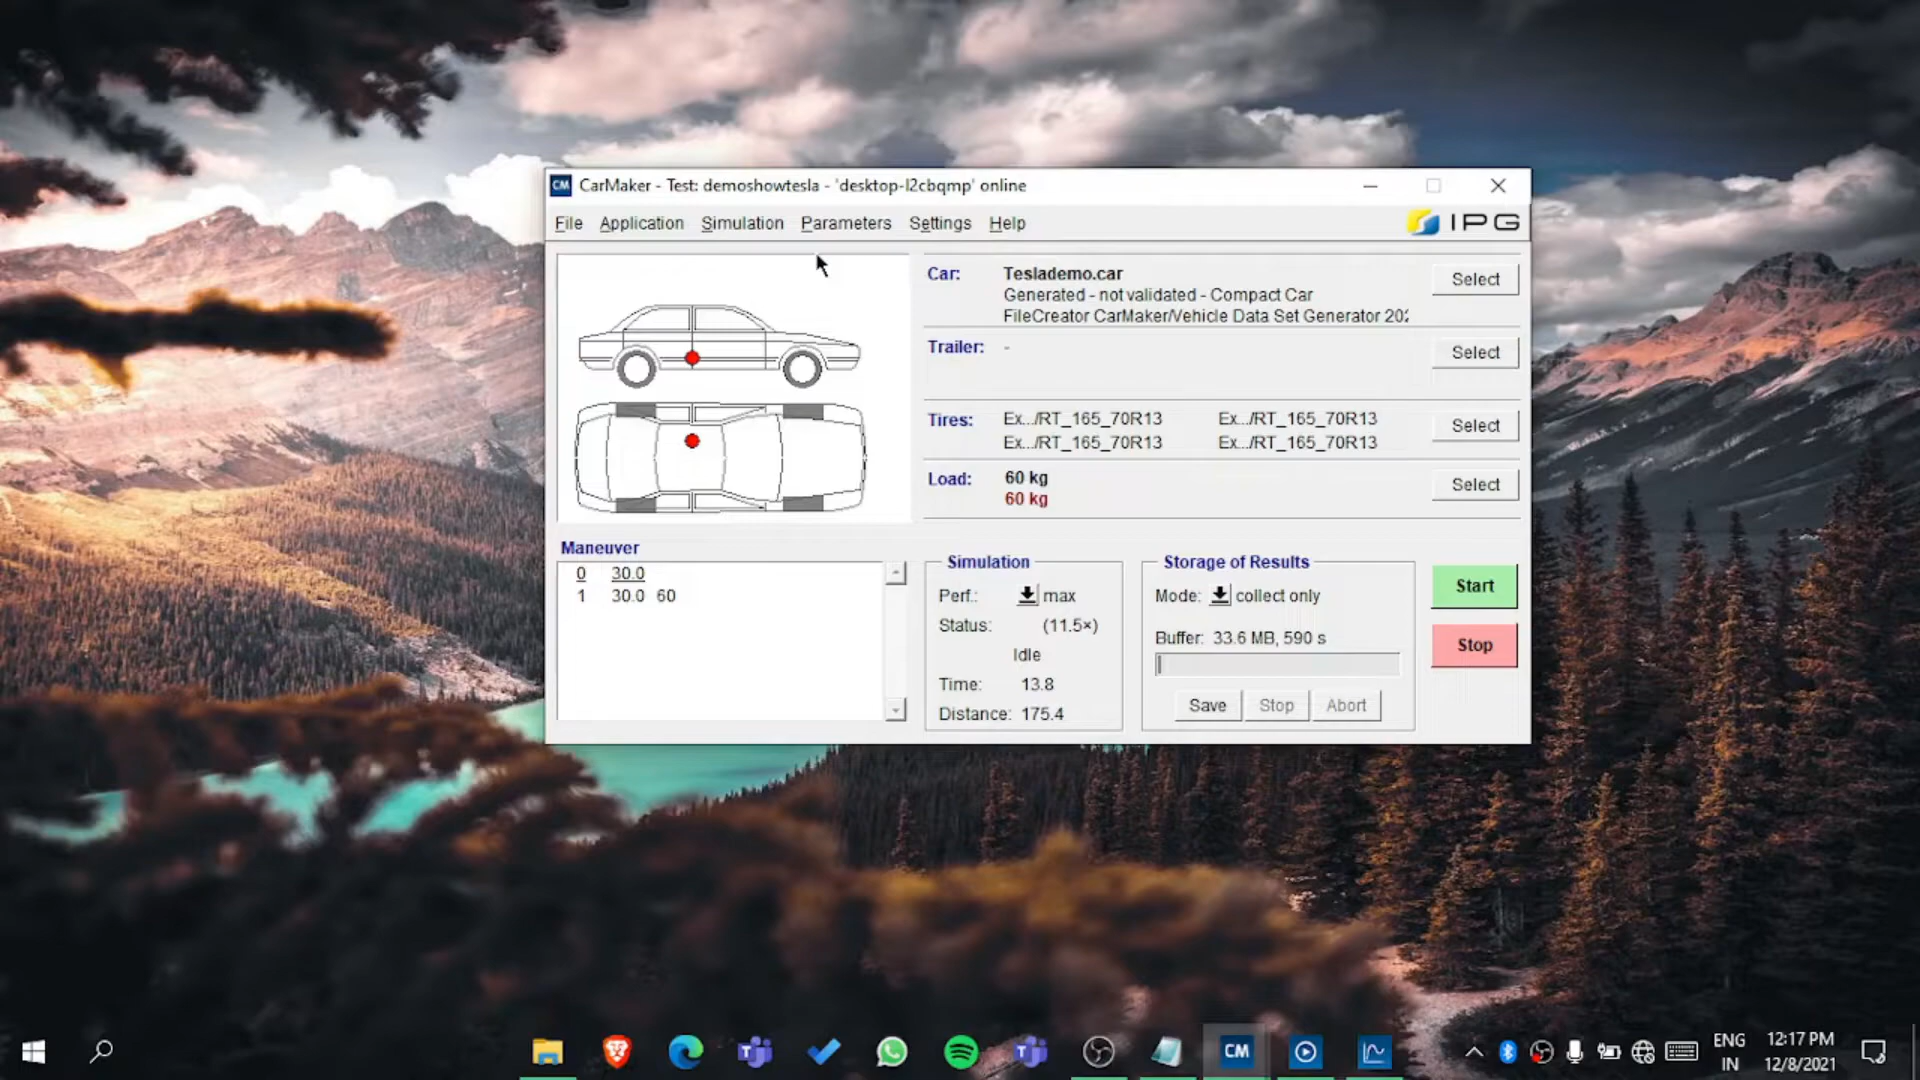 CM CarMaker - Test: demoshowtesla - 'desktop-l2cbqmp' online
File Application Simulation Parameters Settings Help
IPG
Car: Teslademo.car
Generated - not validated - Compact Car
FileCreator CarMaker/Vehicle Data Set Generator 202
Select
Trailer: -
Select
Tires: Ex.../RT_165_70R13 Ex.../RT_165_70R13
Ex.../RT_165_70R13 Ex.../RT_165_70R13
Select
Load: 60 kg
60 kg
Select
Maneuver
0 30.0
1 30.0 60
Simulation
Perf.: max
Status: (11.5×)
Idle
Time: 13.8
Distance: 175.4
Storage of Results
Mode: collect only
Buffer: 33.6 MB, 590 s
Save Stop Abort
Start
Stop
CM
ENG
IN
12:17 PM
12/8/2021